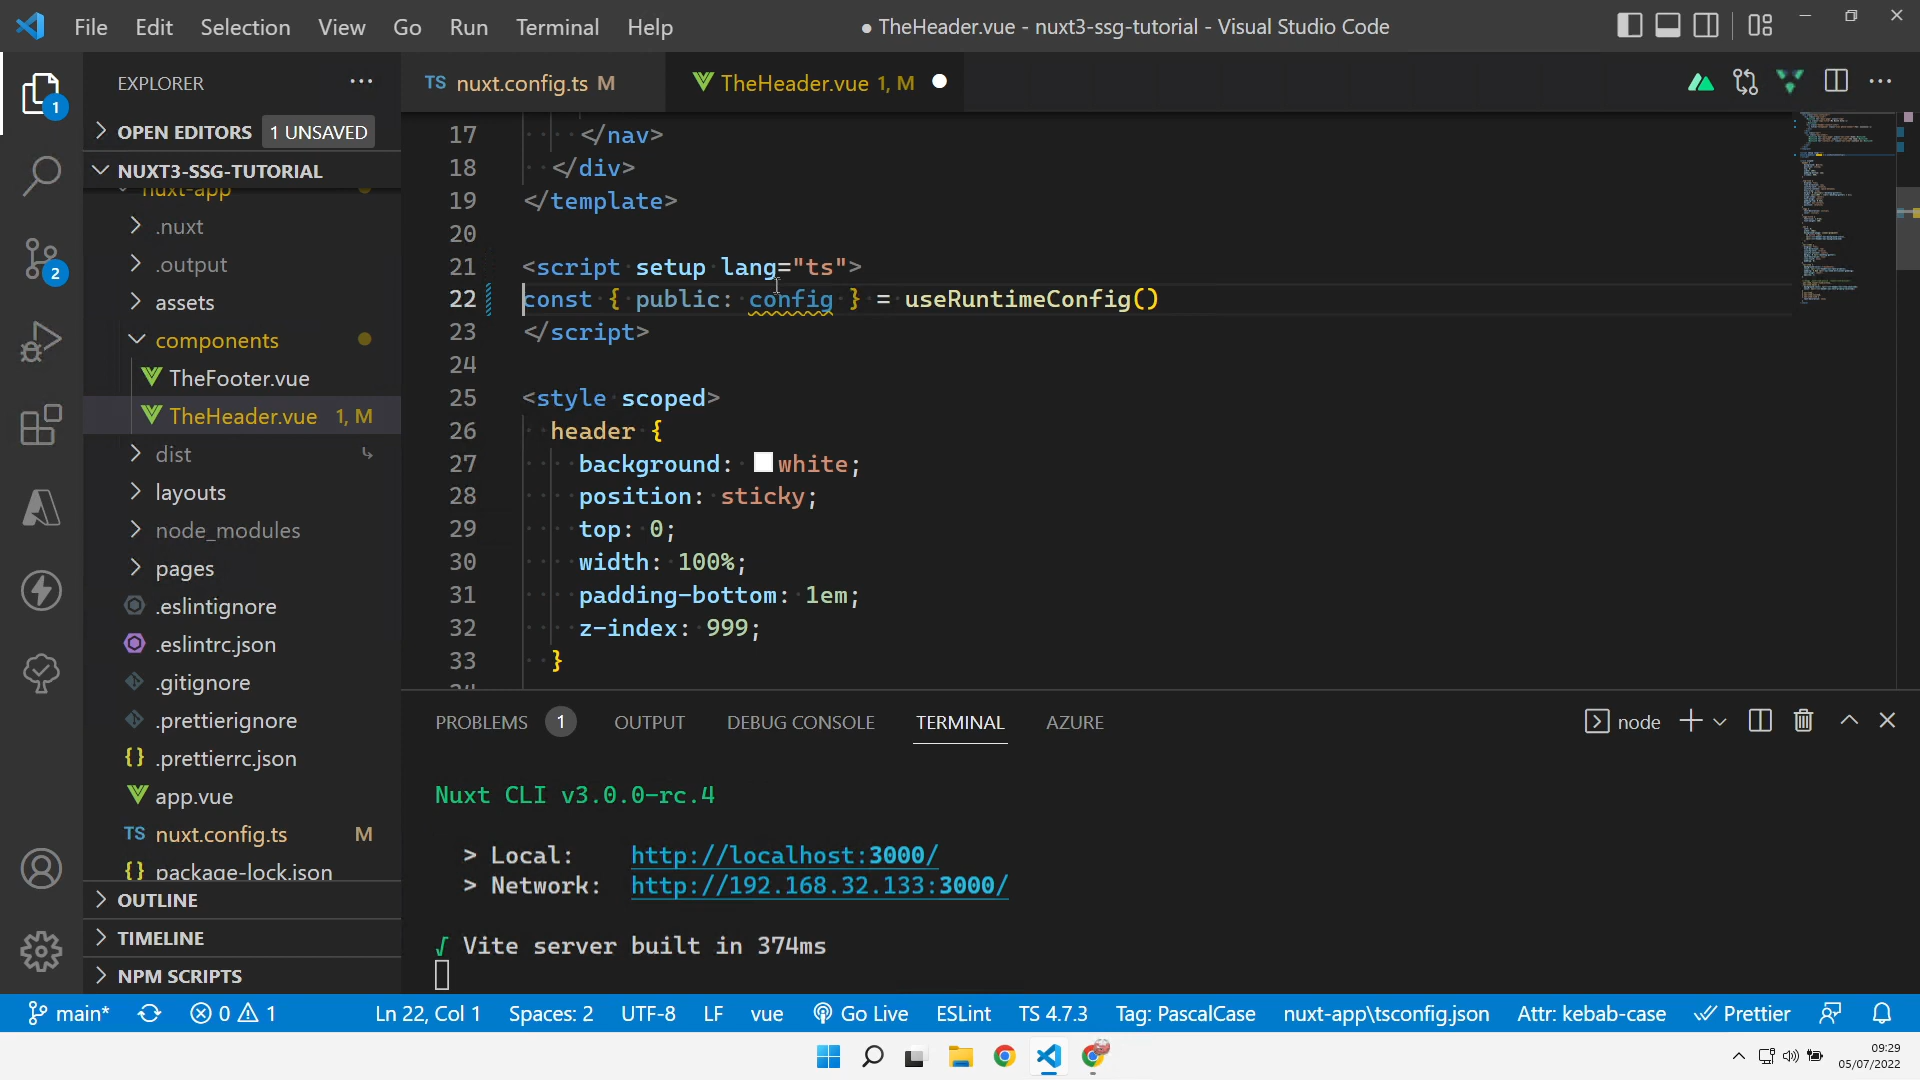 File Edit Selection View Go Run Terminal Help
● TheHeader.vue - nuxt3-ssg-tutorial - Visual Studio Code
EXPLORER
1
OPEN EDITORS 1 UNSAVED
NUXT3-SSG-TUTORIAL
nuxt-app
.nuxt
.output
assets
components
TheFooter.vue
TheHeader.vue 1, M
dist
layouts
node_modules
pages
.eslintignore
.eslintrc.json
.gitignore
.prettierignore
{} .prettierrc.json
app.vue
TS nuxt.config.ts M
{} package-lock.json
OUTLINE
TIMELINE
NPM SCRIPTS
2
TS nuxt.config.ts M
TheHeader.vue 1, M
17 </nav>
18 </div>
19 </template>
20
21 <script setup lang="ts">
22 const { public: config } = useRuntimeConfig()
23 </script>
24
25 <style scoped>
26 header {
27 background: white;
28 position: sticky;
29 top: 0;
30 width: 100%;
31 padding-bottom: 1em;
32 z-index: 999;
33 }
PROBLEMS 1 OUTPUT DEBUG CONSOLE TERMINAL AZURE
node
Nuxt CLI v3.0.0-rc.4
> Local: http://localhost:3000/
> Network: http://192.168.32.133:3000/
√ Vite server built in 374ms
main* 0 1 Ln 22, Col 1 Spaces: 2 UTF-8 LF vue Go Live ESLint TS 4.7.3 Tag: PascalCase nuxt-app\tsconfig.json Attr: kebab-case Prettier
09:29
05/07/2022